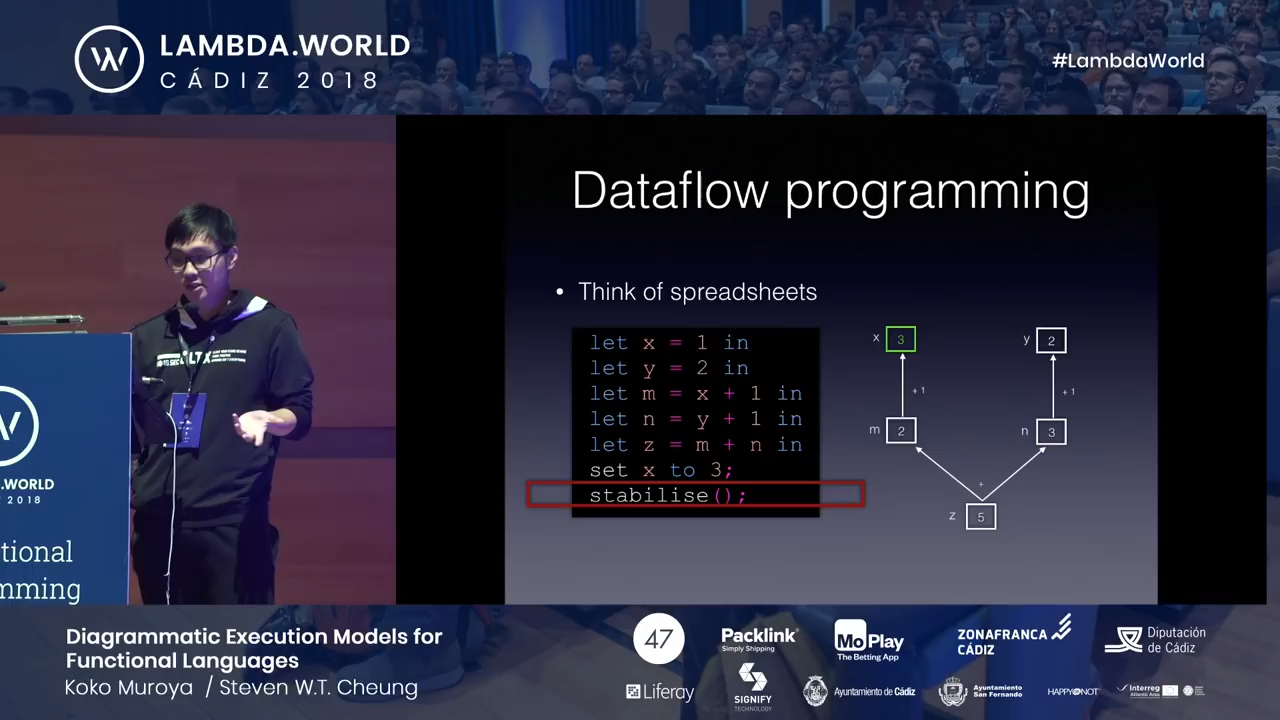 LAMBDA.WORLD
CÁDIZ 2018
#LambdaWorld
Dataflow programming
• Think of spreadsheets
let x = 1 in
let y = 2 in
let m = x + 1 in
let n = y + 1 in
let z = m + n in
set x to 3;
stabilise();
x 3
y 2
+ 1
+ 1
m 2
n 3
+
z 5
.WORLD
2018
tional
mming
Diagrammatic Execution Models for
Functional Languages
Koko Muroya / Steven W.T. Cheung
47
Packlink
Simply Shipping
MoPlay
The Betting App
ZONAFRANCA
CÁDIZ
Diputación
de Cádiz
Liferay
SIGNIFY
TECHNOLOGY
Ayuntamiento de Cádiz
Ayuntamiento
San Fernando
HAPPYÑOT
Interreg
Atlantic Area